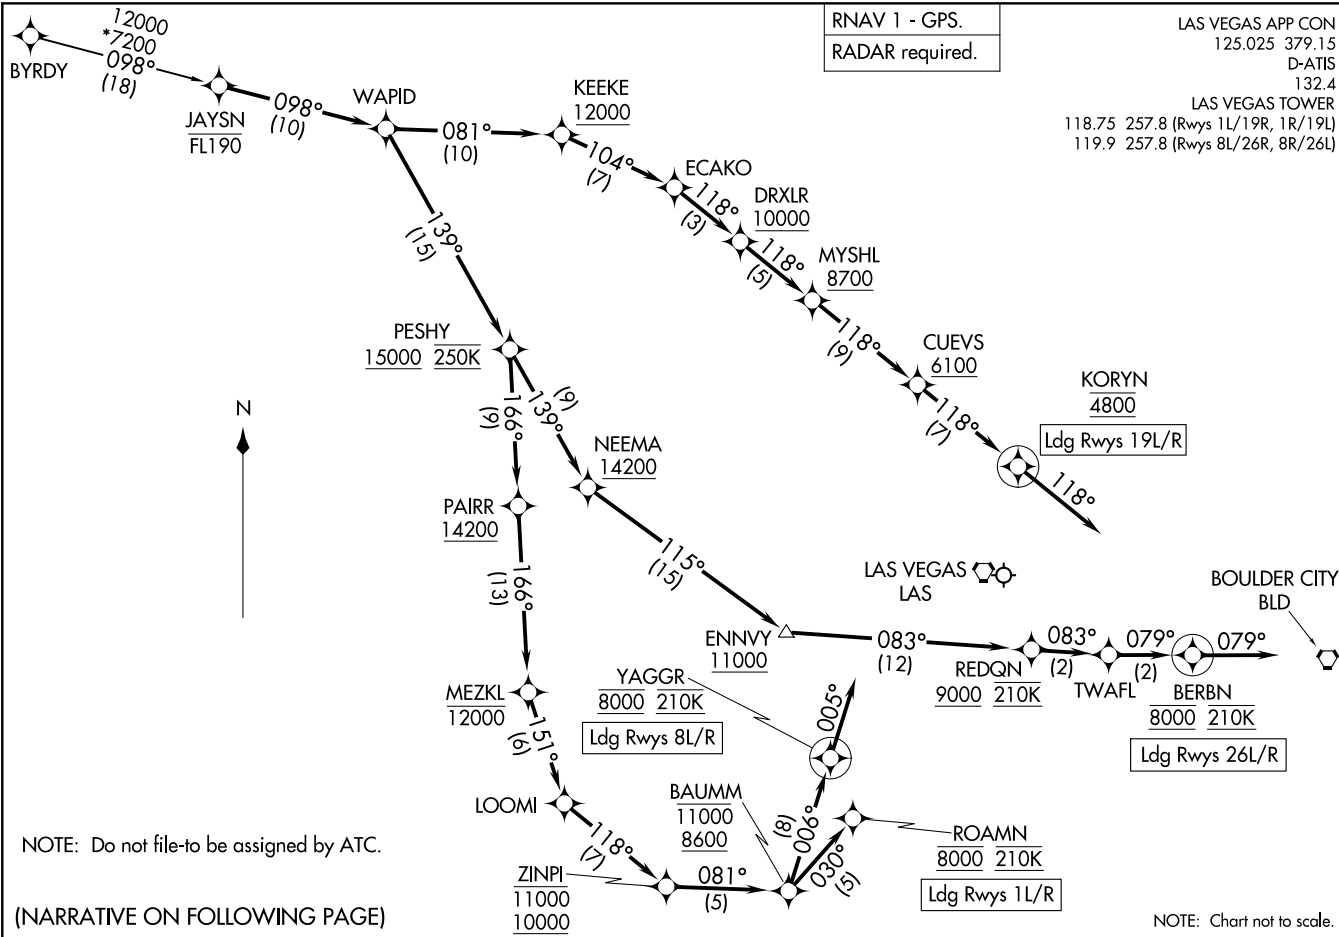 RNAV 1 - GPS.
RADAR required.
LAS VEGAS APP CON
125.025 379.15
D-ATIS
132.4
LAS VEGAS TOWER
118.75 257.8 (Rwys 1L/19R, 1R/19L)
119.9 257.8 (Rwys 8L/26R, 8R/26L)
12000
*7200
098°
(18)
BYRDY
JAYSN
FL190
098°
(10)
WAPID
081°
(10)
KEEKE
12000
104°
(7)
ECAKO
118°
(3)
DRXLR
10000
118°
(5)
MYSHL
8700
118°
(9)
CUEVS
6100
118°
(7)
KORYN
4800
Ldg Rwys 19L/R
118°
139°
(15)
PESHY
15000 250K
166°
(9)
139°
(9)
NEEMA
14200
N
PAIRR
14200
166°
(13)
115°
(15)
LAS VEGAS
LAS
BOULDER CITY
BLD
ENNVY
11000
083°
(12)
REDQN
9000 210K
083°
(2)
TWAFL
079°
(2)
BERBN
8000 210K
Ldg Rwys 26L/R
079°
MEZKL
12000
151°
(6)
YAGGR
8000 210K
Ldg Rwys 8L/R
005°
LOOMI
118°
(7)
BAUMM
11000
8600
006°
(8)
030°
(5)
ROAMN
8000 210K
Ldg Rwys 1L/R
ZINPI
11000
10000
081°
(5)
NOTE: Do not file-to be assigned by ATC.
(NARRATIVE ON FOLLOWING PAGE)
NOTE: Chart not to scale.